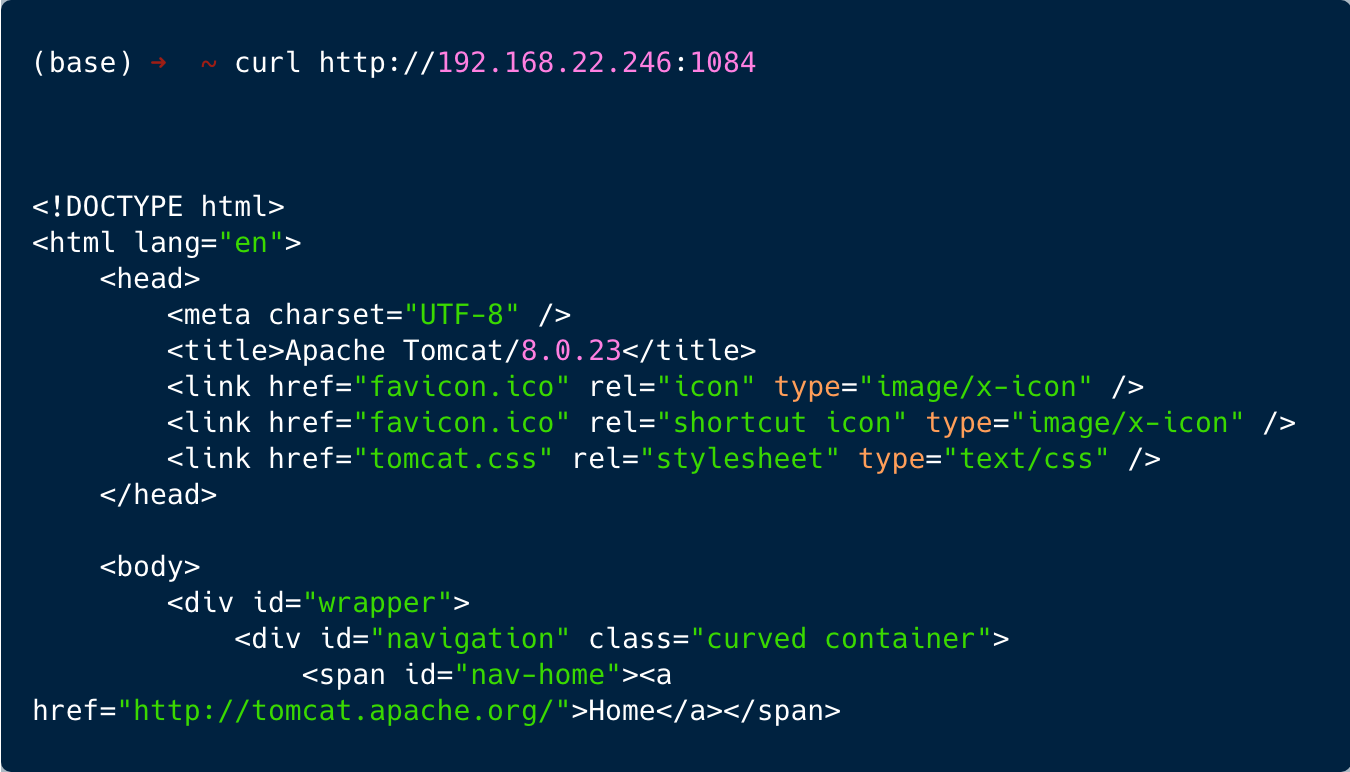 (base) ➜  ~ curl http://192.168.22.246:1084
<!DOCTYPE html>
<html lang="en">
    <head>
        <meta charset="UTF-8" />
        <title>Apache Tomcat/8.0.23</title>
        <link href="favicon.ico" rel="icon" type="image/x-icon" />
        <link href="favicon.ico" rel="shortcut icon" type="image/x-icon" />
        <link href="tomcat.css" rel="stylesheet" type="text/css" />
    </head>
    <body>
        <div id="wrapper">
            <div id="navigation" class="curved container">
                <span id="nav-home"><a
href="http://tomcat.apache.org/">Home</a></span>